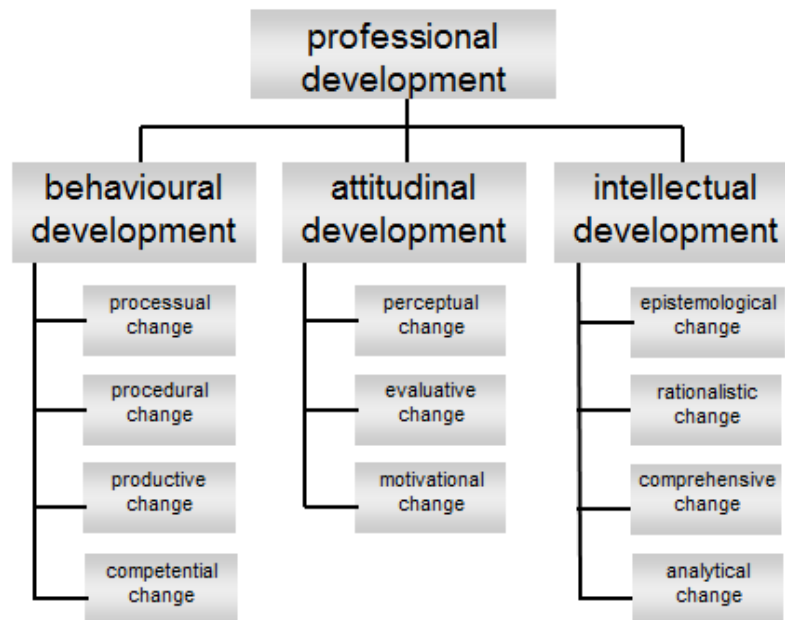 professional
development
behavioural
development
attitudinal
development
intellectual
development
processual
change
procedural
change
productive
change
competential
change
perceptual
change
evaluative
change
motivational
change
epistemological
change
rationalistic
change
comprehensive
change
analytical
change